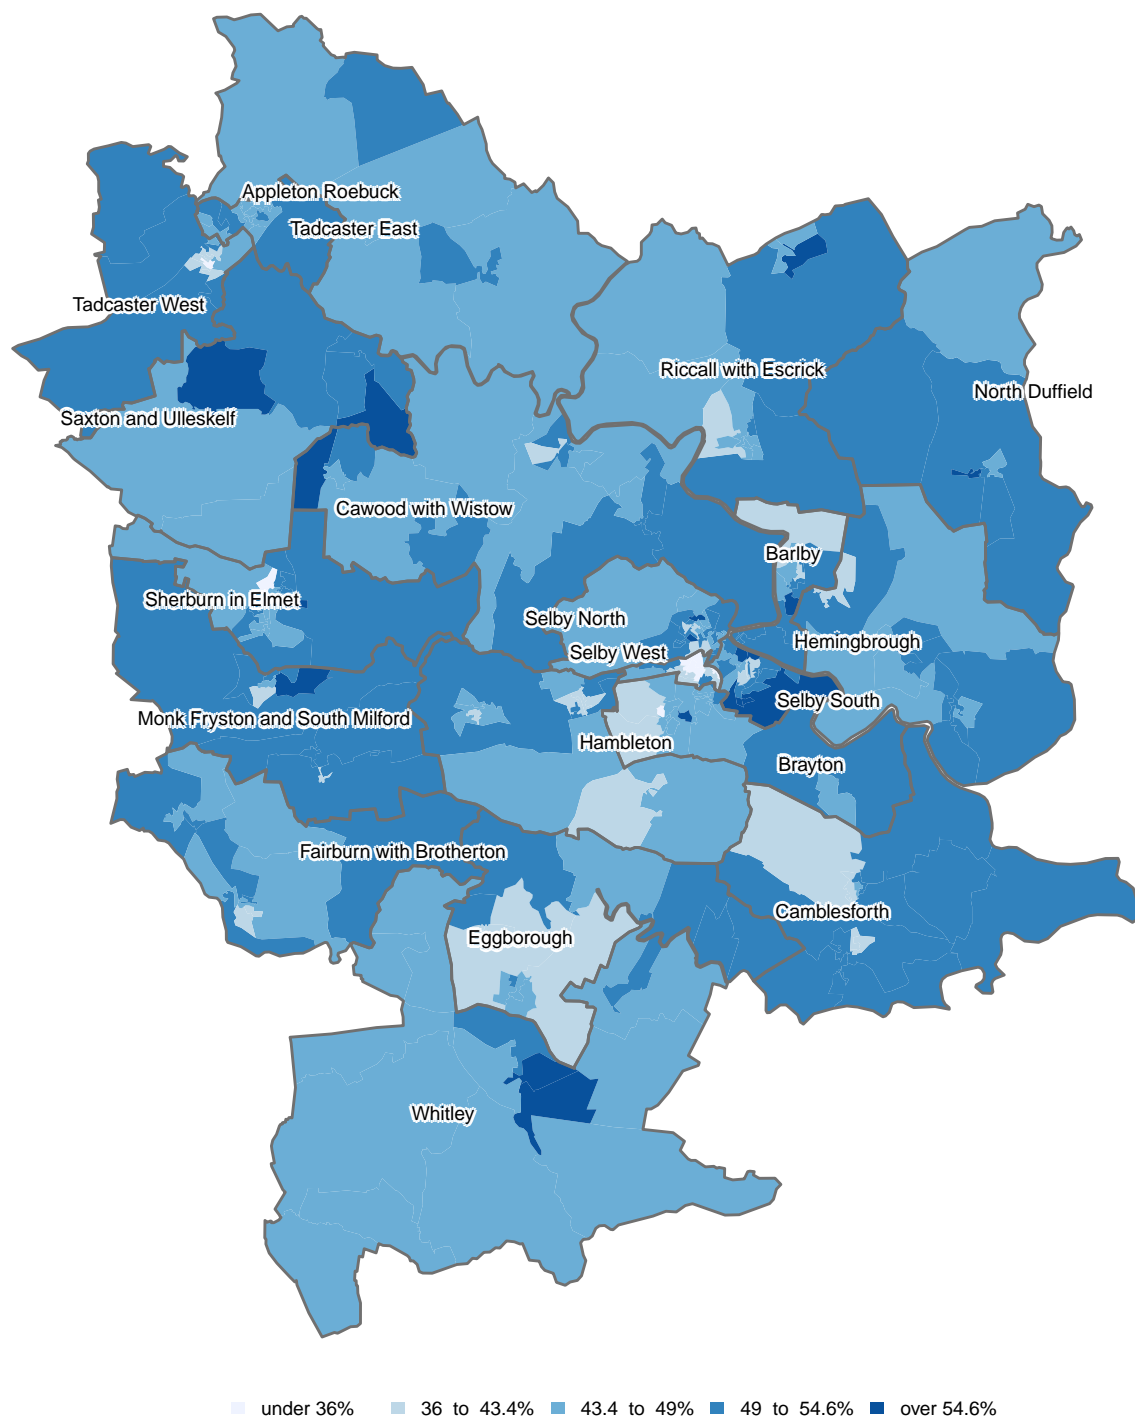 Appleton Roebuck
Tadcaster East
Tadcaster West
Riccall with Escrick
North Duffield
Saxton and Ulleskelf
Cawood with Wistow
Barlby
Sherburn in Elmet
Selby North
Hemingbrough
Selby West
Selby South
Monk Fryston and South Milford
Hambleton
Brayton
Fairburn with Brotherton
Camblesforth
Eggborough
Whitley
under 36% 36 to 43.4% 43.4 to 49% 49 to 54.6% over 54.6%